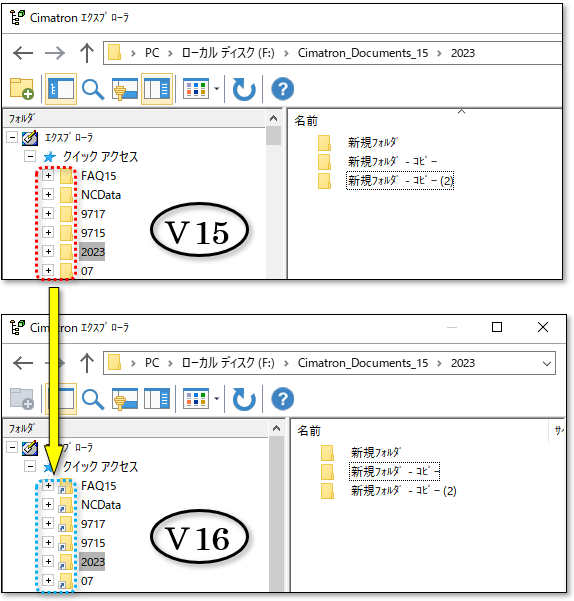 Cimatron ｴｸｽﾌﾟﾛｰﾗ
PC ローカル ディスク (F:) Cimatron_Documents_15 2023
ﾌｫﾙﾀﾞ
名前
ｴｸｽﾌﾟﾛｰﾗ
クイック アクセス
FAQ15
NCData
9717
9715
2023
07
新規ﾌｫﾙﾀﾞ
新規ﾌｫﾙﾀﾞ - ｺﾋﾟｰ
新規ﾌｫﾙﾀﾞ - ｺﾋﾟｰ (2)
V 15
Cimatron ｴｸｽﾌﾟﾛｰﾗ
PC ローカル ディスク (F:) Cimatron_Documents_15 2023
ﾌｫﾙﾀﾞ
名前
サ
ﾌﾟﾛｰﾗ
クイック アクセス
FAQ15
NCData
9717
9715
2023
07
新規ﾌｫﾙﾀﾞ
新規ﾌｫﾙﾀﾞ - ｺﾋﾟｰ
新規ﾌｫﾙﾀﾞ - ｺﾋﾟｰ (2)
V 16